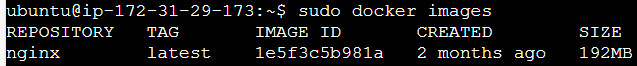 ubuntu@ip-172-31-29-173:~$ sudo docker images
REPOSITORY   TAG       IMAGE ID       CREATED        SIZE
nginx        latest    1e5f3c5b981a   2 months ago   192MB